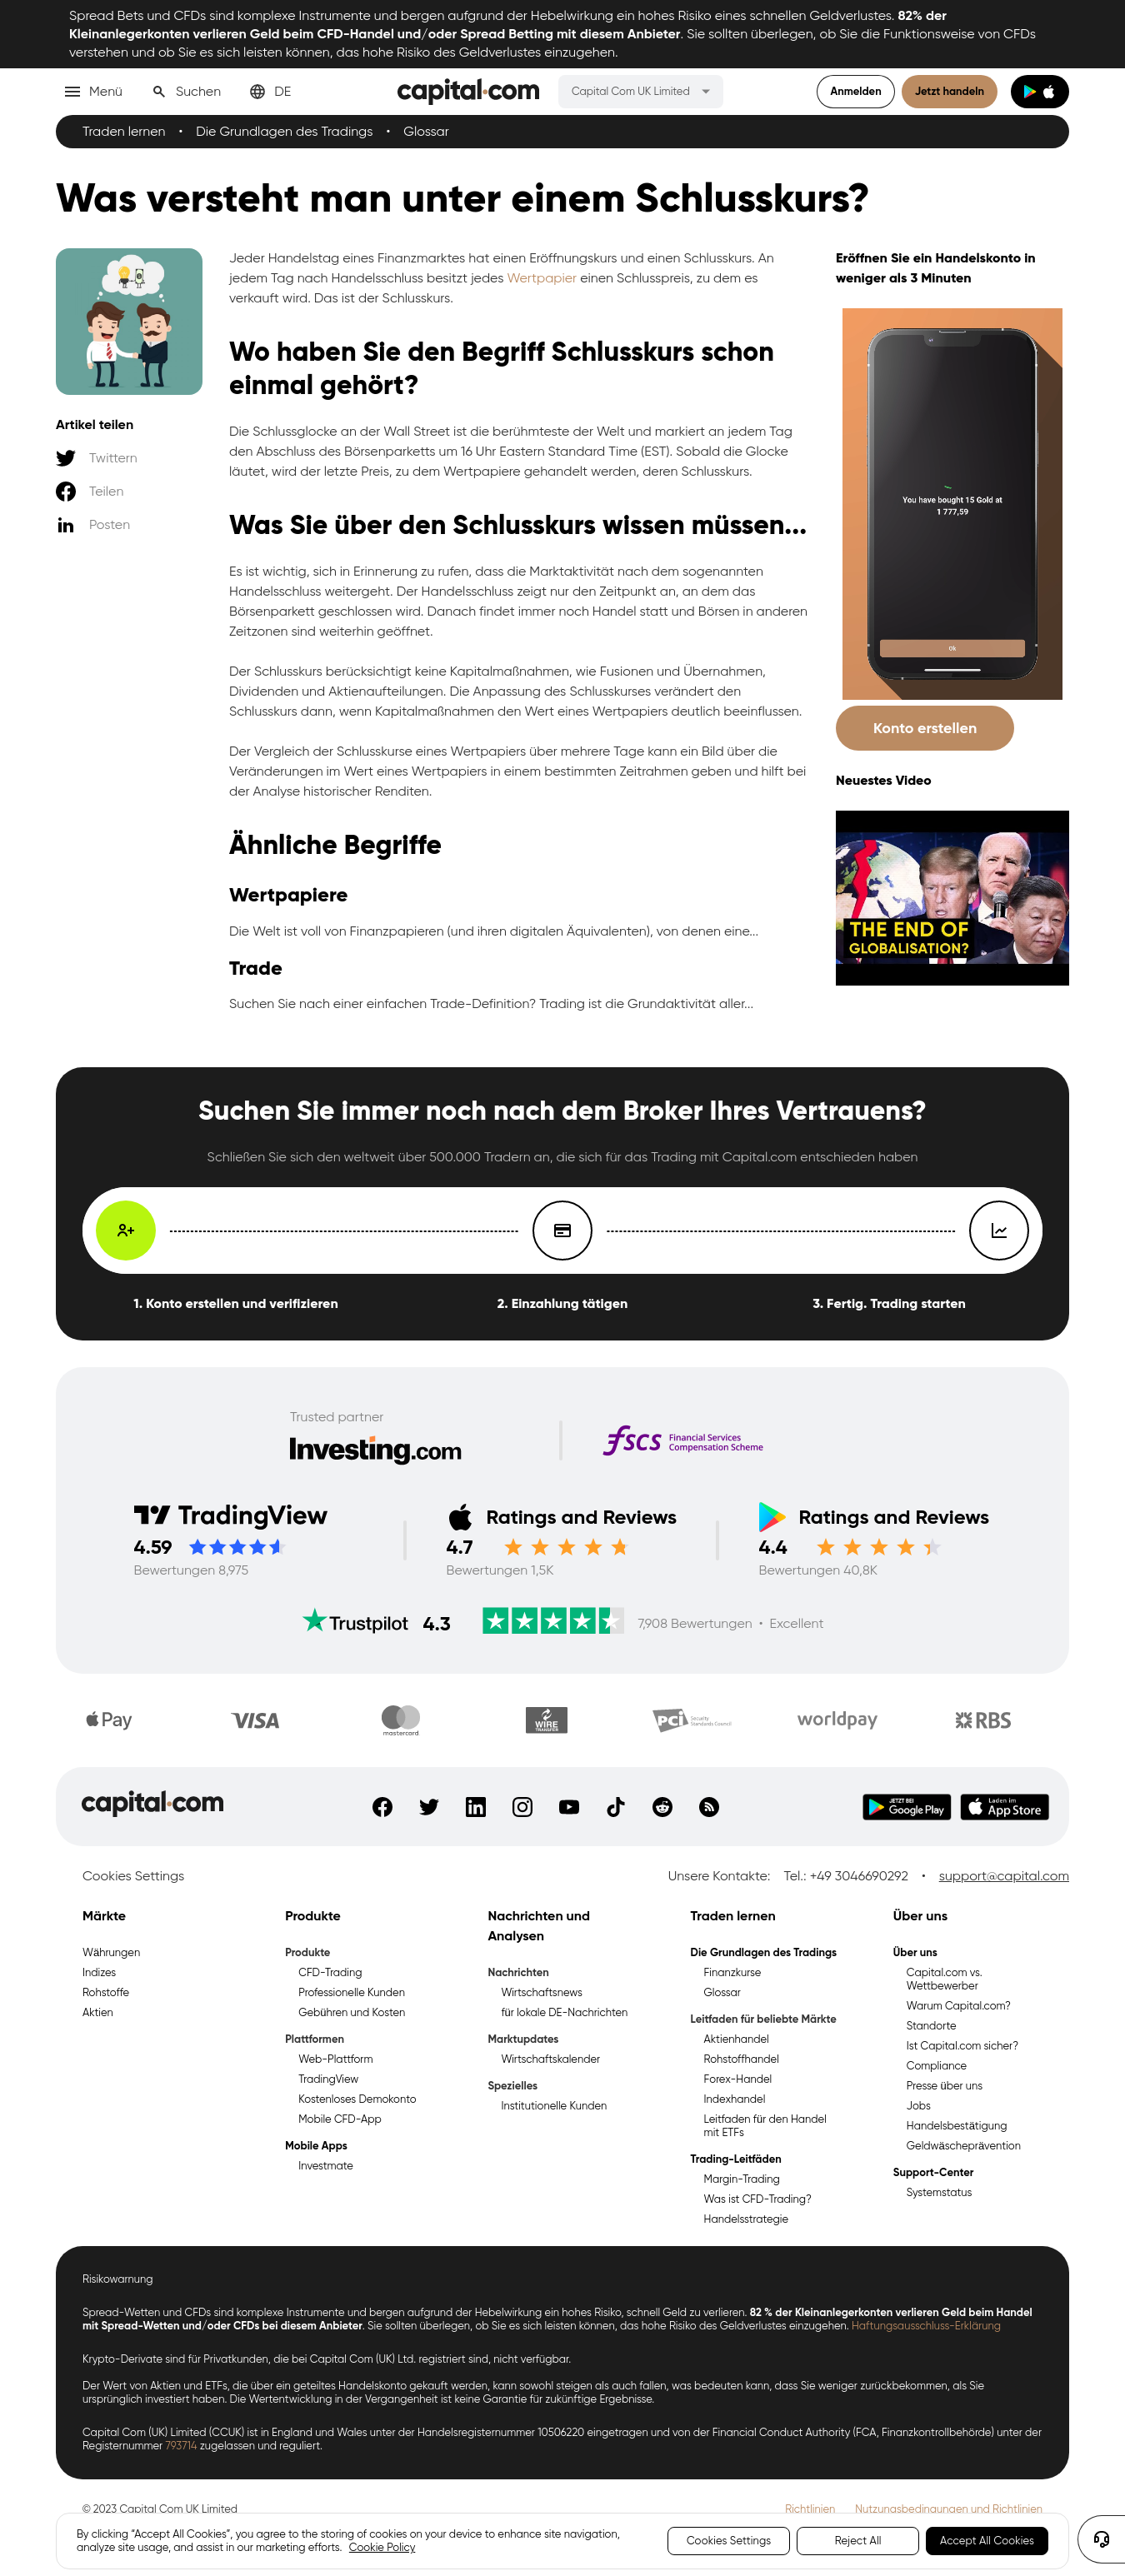 Spread Bets und CFDs sind komplexe Instrumente und bergen aufgrund der Hebelwirkung ein hohes Risiko eines schnellen Geldverlustes. 82% der
Kleinanlegerkonten verlieren Geld beim CFD-Handel und/oder Spread Betting mit diesem Anbieter. Sie sollten überlegen, ob Sie die Funktionsweise von CFDs
verstehen und ob Sie es sich leisten können, das hohe Risiko des Geldverlustes einzugehen.
Menü
Suchen
DE
capital.com
Capital Com UK Limited
Anmelden
Jetzt handeln
Traden lernen • Die Grundlagen des Tradings • Glossar
Was versteht man unter einem Schlusskurs?
Artikel teilen
Twittern
Teilen
Posten
Jeder Handelstag eines Finanzmarktes hat einen Eröffnungskurs und einen Schlusskurs. An
jedem Tag nach Handelsschluss besitzt jedes Wertpapier einen Schlusspreis, zu dem es
verkauft wird. Das ist der Schlusskurs.
Wo haben Sie den Begriff Schlusskurs schon
einmal gehört?
Die Schlussglocke an der Wall Street ist die berühmteste der Welt und markiert an jedem Tag
den Abschluss des Börsenparketts um 16 Uhr Eastern Standard Time (EST). Sobald die Glocke
läutet, wird der letzte Preis, zu dem Wertpapiere gehandelt werden, deren Schlusskurs.
Was Sie über den Schlusskurs wissen müssen...
Es ist wichtig, sich in Erinnerung zu rufen, dass die Marktaktivität nach dem sogenannten
Handelsschluss weitergeht. Der Handelsschluss zeigt nur den Zeitpunkt an, an dem das
Börsenparkett geschlossen wird. Danach findet immer noch Handel statt und Börsen in anderen
Zeitzonen sind weiterhin geöffnet.
Der Schlusskurs berücksichtigt keine Kapitalmaßnahmen, wie Fusionen und Übernahmen,
Dividenden und Aktienaufteilungen. Die Anpassung des Schlusskurses verändert den
Schlusskurs dann, wenn Kapitalmaßnahmen den Wert eines Wertpapiers deutlich beeinflussen.
Der Vergleich der Schlusskurse eines Wertpapiers über mehrere Tage kann ein Bild über die
Veränderungen im Wert eines Wertpapiers in einem bestimmten Zeitrahmen geben und hilft bei
der Analyse historischer Renditen.
Ähnliche Begriffe
Wertpapiere
Die Welt ist voll von Finanzpapieren (und ihren digitalen Äquivalenten), von denen eine...
Trade
Suchen Sie nach einer einfachen Trade-Definition? Trading ist die Grundaktivität aller...
Eröffnen Sie ein Handelskonto in
weniger als 3 Minuten
You have bought 15 Gold at
1 777,59
Ok
Konto erstellen
Neuestes Video
THE END OF
GLOBALISATION?
Suchen Sie immer noch nach dem Broker Ihres Vertrauens?
Schließen Sie sich den weltweit über 500.000 Tradern an, die sich für das Trading mit Capital.com entschieden haben
1. Konto erstellen und verifizieren
2. Einzahlung tätigen
3. Fertig. Trading starten
Trusted partner
Investing.com
fscs Financial Services
Compensation Scheme
TradingView
4.59
Bewertungen 8,975
Ratings and Reviews
4.7
Bewertungen 1,5K
Ratings and Reviews
4.4
Bewertungen 40,8K
Trustpilot 4.3
7,908 Bewertungen • Excellent
Pay
VISA
mastercard
WIRE
TRANSFER
PCi Security
Standards Council
worldpay
RBS
capital.com
JETZT BEI
Google Play
Laden im
App Store
Cookies Settings
Unsere Kontakte: Tel.: +49 3046690292 • support@capital.com
Märkte
Währungen
Indizes
Rohstoffe
Aktien
Produkte
Produkte
CFD-Trading
Professionelle Kunden
Gebühren und Kosten
Plattformen
Web-Plattform
TradingView
Kostenloses Demokonto
Mobile CFD-App
Mobile Apps
Investmate
Nachrichten und
Analysen
Nachrichten
Wirtschaftsnews
für lokale DE-Nachrichten
Marktupdates
Wirtschaftskalender
Spezielles
Institutionelle Kunden
Traden lernen
Die Grundlagen des Tradings
Finanzkurse
Glossar
Leitfaden für beliebte Märkte
Aktienhandel
Rohstoffhandel
Forex-Handel
Indexhandel
Leitfaden für den Handel
mit ETFs
Trading-Leitfäden
Margin-Trading
Was ist CFD-Trading?
Handelsstrategie
Über uns
Über uns
Capital.com vs.
Wettbewerber
Warum Capital.com?
Standorte
Ist Capital.com sicher?
Compliance
Presse über uns
Jobs
Handelsbestätigung
Geldwäscheprävention
Support-Center
Systemstatus
Risikowarnung
Spread-Wetten und CFDs sind komplexe Instrumente und bergen aufgrund der Hebelwirkung ein hohes Risiko, schnell Geld zu verlieren. 82 % der Kleinanlegerkonten verlieren Geld beim Handel
mit Spread-Wetten und/oder CFDs bei diesem Anbieter. Sie sollten überlegen, ob Sie es sich leisten können, das hohe Risiko des Geldverlustes einzugehen. Haftungsausschluss-Erklärung
Krypto-Derivate sind für Privatkunden, die bei Capital Com (UK) Ltd. registriert sind, nicht verfügbar.
Der Wert von Aktien und ETFs, die über ein geteiltes Handelskonto gekauft werden, kann sowohl steigen als auch fallen, was bedeuten kann, dass Sie weniger zurückbekommen, als Sie
ursprünglich investiert haben. Die Wertentwicklung in der Vergangenheit ist keine Garantie für zukünftige Ergebnisse.
Capital Com (UK) Limited (CCUK) ist in England und Wales unter der Handelsregisternummer 10506220 eingetragen und von der Financial Conduct Authority (FCA, Finanzkontrollbehörde) unter der
Registernummer 793714 zugelassen und reguliert.
© 2023 Capital Com UK Limited
Richtlinien
Nutzungsbedingungen und Richtlinien
By clicking “Accept All Cookies”, you agree to the storing of cookies on your device to enhance site navigation,
analyze site usage, and assist in our marketing efforts. Cookie Policy
Cookies Settings
Reject All
Accept All Cookies